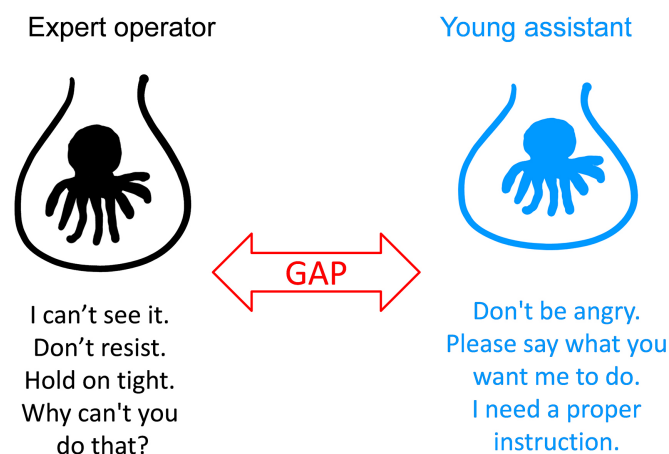 Expert operator
Young assistant
GAP
I can’t see it.
Don’t resist.
Hold on tight.
Why can't you
do that?
Don't be angry.
Please say what you
want me to do.
I need a proper
instruction.